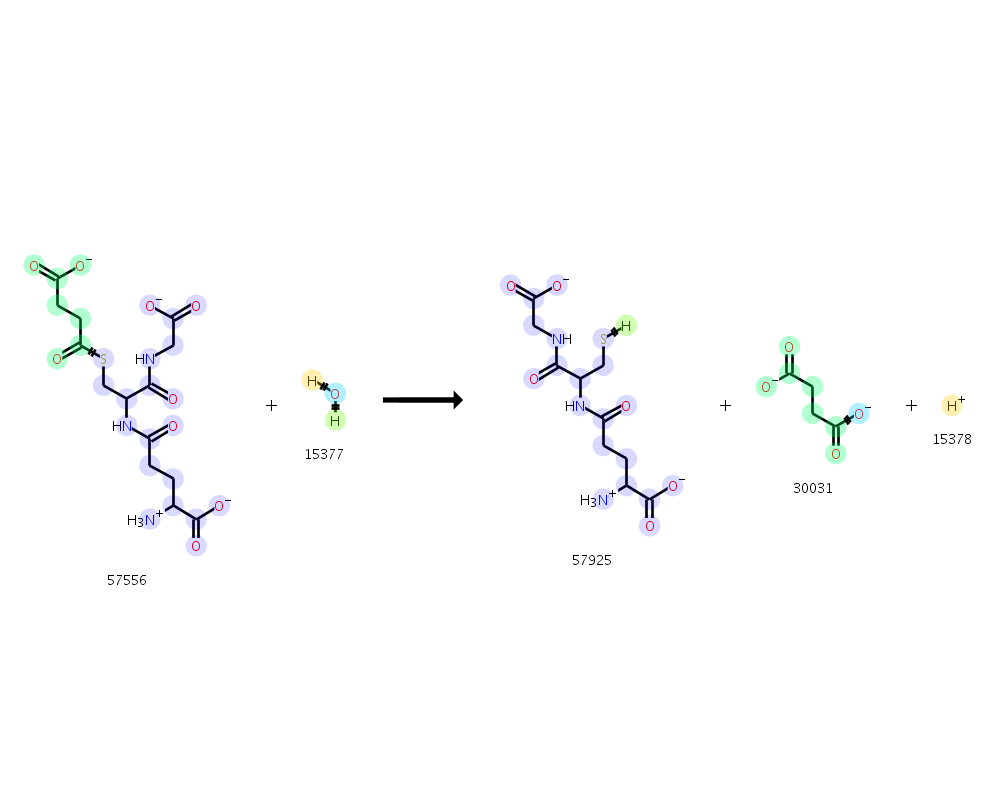 O O⁻
O⁻ O
O S HN O
HN O
H₃N⁺ O⁻
O
57556
+
H O
H
15377
O O⁻
NH S H
O
HN O
H₃N⁺ O⁻
O
57925
+
O
O⁻ O⁻
O
30031
+
H⁺
15378